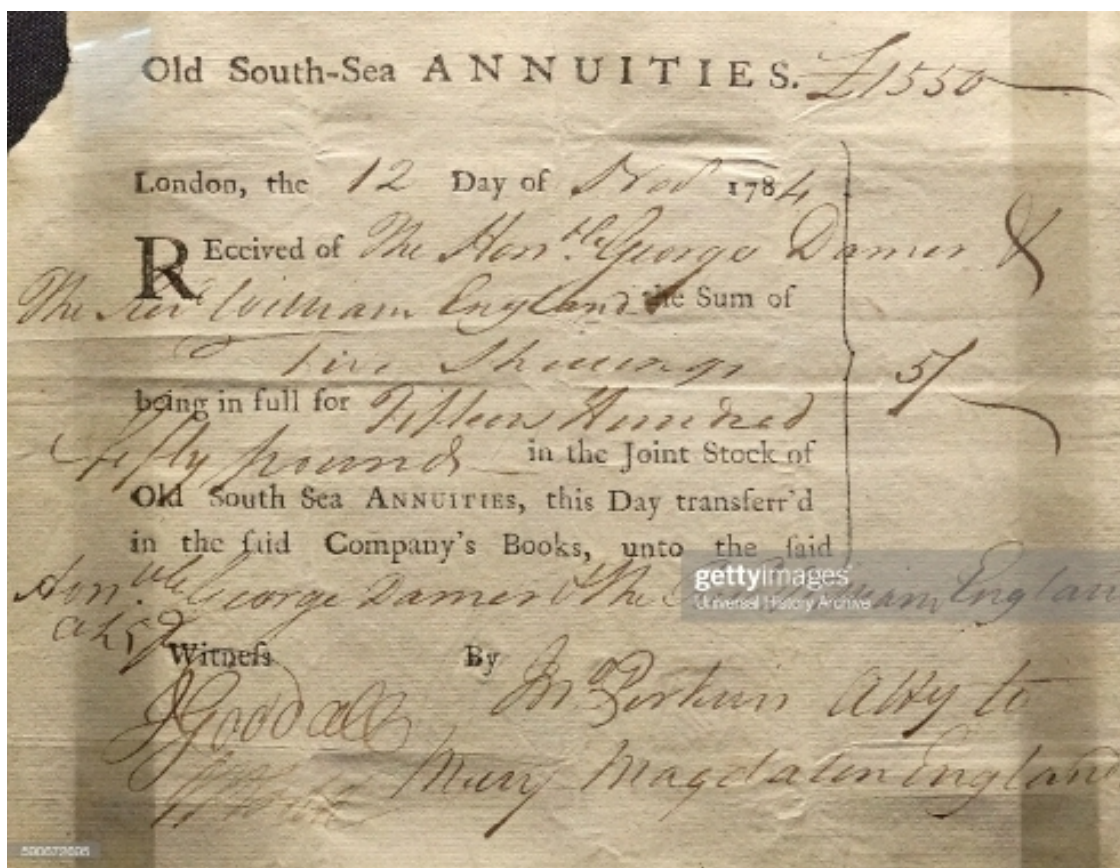 Old South-Sea ANNUITIES. £1550
London, the 12 Day of Nov 1784
REceived of The Honble George Damer &
The Revd William England the Sum of
Five Shillings 5/
being in full for Fifteen Hundred
Fifty pounds in the Joint Stock of
Old South Sea ANNUITIES, this Day transferr'd
in the said Company's Books, unto the said
Honble George Damer & The William England
Witness By Jno Perkins Atty to
J Goodall
Mary Magdalen England
gettyimages
Universal History Archive